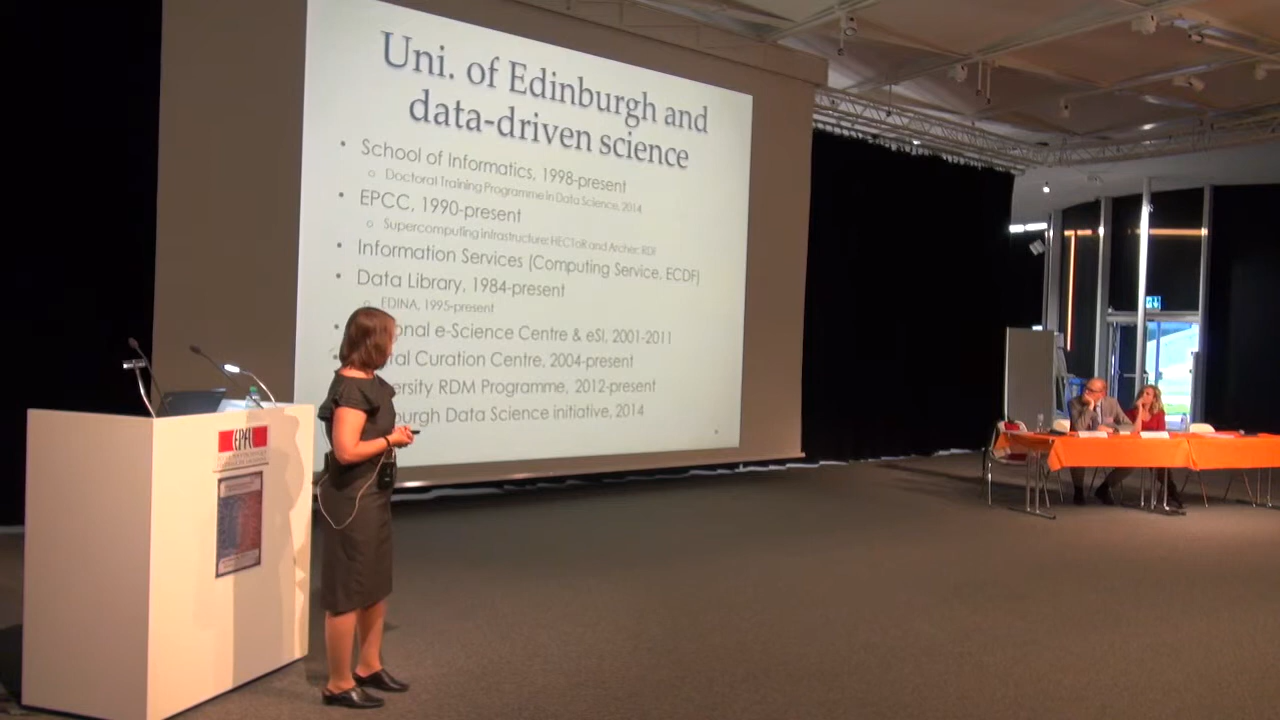 Uni. of Edinburgh and
data-driven science
• School of Informatics, 1998-present
o Doctoral Training Programme in Data Science, 2014
• EPCC, 1990-present
o Supercomputing infrastructure: HECToR and Archer; RDF
• Information Services (Computing Service, ECDF)
• Data Library, 1984-present
o EDINA, 1995-present
• onal e-Science Centre & eSI, 2001-2011
• tal Curation Centre, 2004-present
• ersity RDM Programme, 2012-present
• burgh Data Science initiative, 2014
EPFL